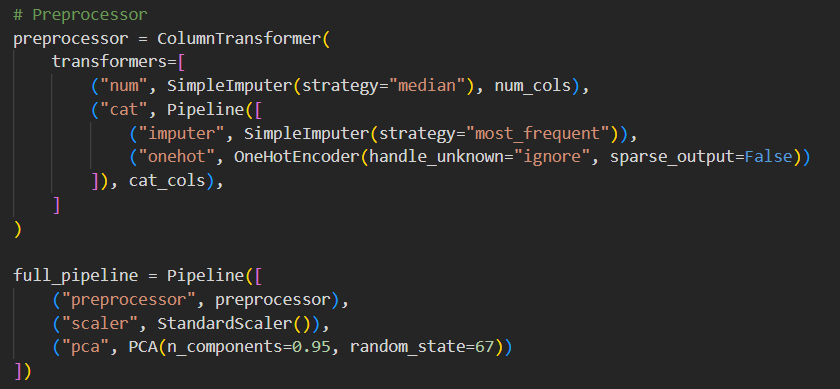 # Preprocessor
preprocessor = ColumnTransformer(
    transformers=[
        ("num", SimpleImputer(strategy="median"), num_cols),
        ("cat", Pipeline([
            ("imputer", SimpleImputer(strategy="most_frequent")),
            ("onehot", OneHotEncoder(handle_unknown="ignore", sparse_output=False))
        ]), cat_cols),
    ]
)

full_pipeline = Pipeline([
    ("preprocessor", preprocessor),
    ("scaler", StandardScaler()),
    ("pca", PCA(n_components=0.95, random_state=67))
])